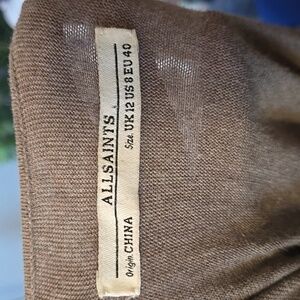 ALLSAINTS
Size. UK 12 US 8 EU 40
Origin. CHINA